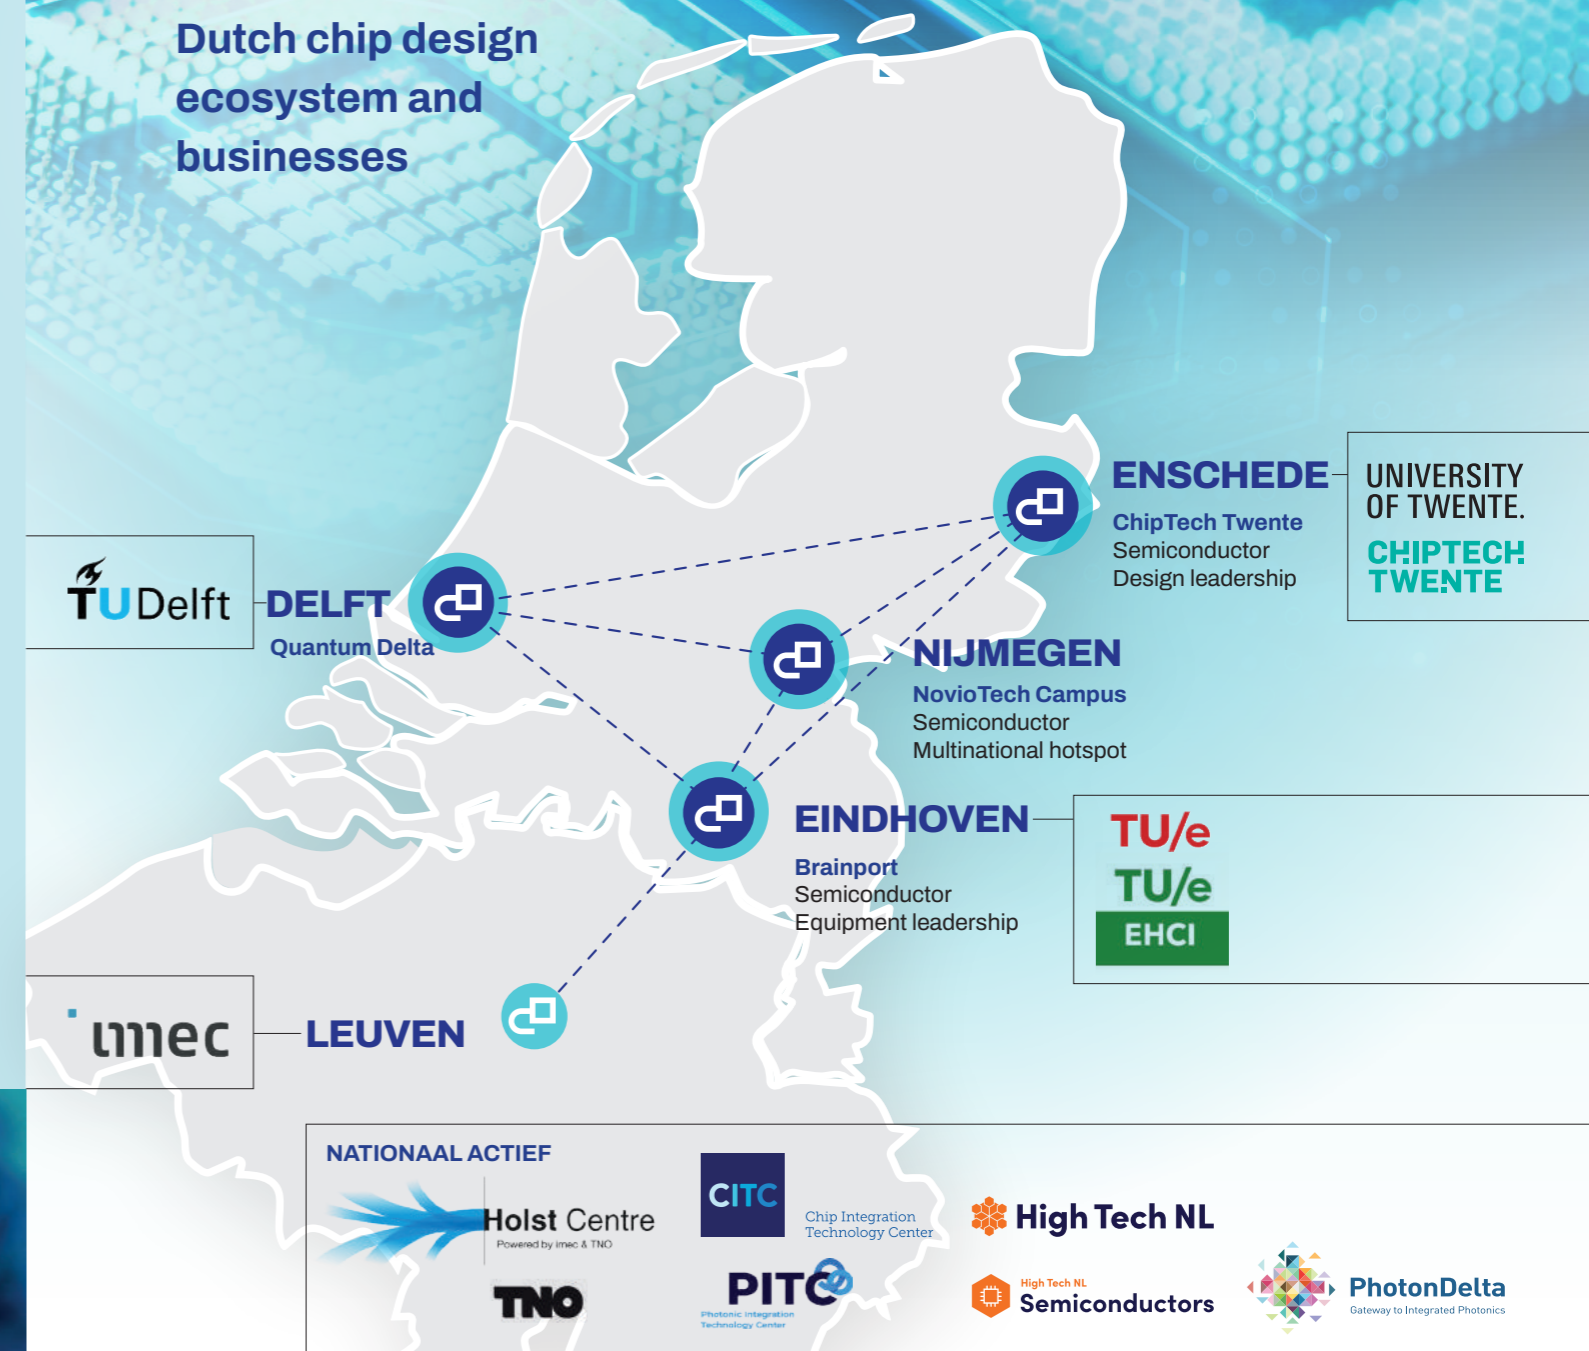 Dutch chip design
ecosystem and
businesses
ENSCHEDE
ChipTech Twente
Semiconductor
Design leadership
UNIVERSITY
OF TWENTE.
CHIPTECH
TWENTE
TU Delft
DELFT
Quantum Delta
NIJMEGEN
NovioTech Campus
Semiconductor
Multinational hotspot
EINDHOVEN
Brainport
Semiconductor
Equipment leadership
TU/e
TU/e
EHCI
imec
LEUVEN
NATIONAAL ACTIEF
Holst Centre
Powered by imec & TNO
TNO
CITC
Chip Integration
Technology Center
PITC
Photonic Integration
Technology Center
High Tech NL
High Tech NL
Semiconductors
PhotonDelta
Gateway to Integrated Photonics